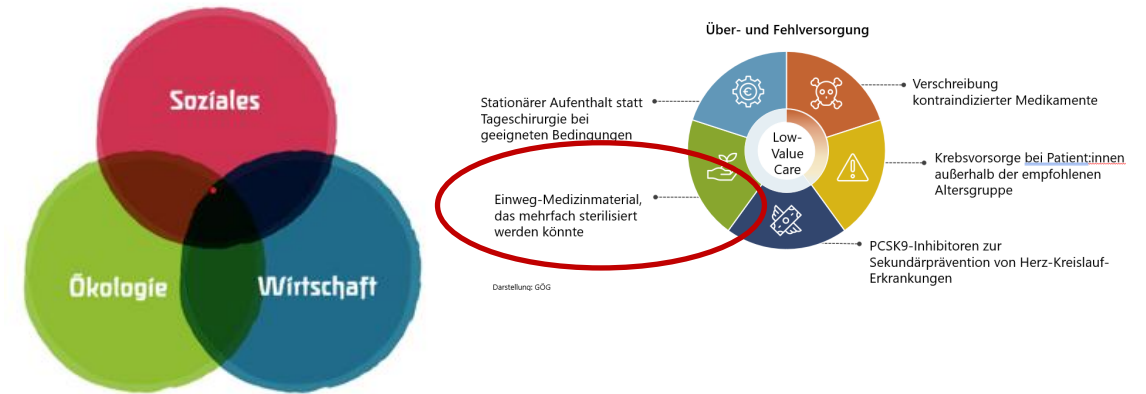 Soziales
Ökologie
Wirtschaft
Über- und Fehlversorgung
Stationärer Aufenthalt statt
Tageschirurgie bei
geeigneten Bedingungen
Einweg-Medizinmaterial,
das mehrfach sterilisiert
werden könnte
Low-
Value
Care
€
Verschreibung
kontraindizierter Medikamente
Krebsvorsorge bei Patient:innen
außerhalb der empfohlenen
Altersgruppe
PCSK9-Inhibitoren zur
Sekundärprävention von Herz-Kreislauf-
Erkrankungen
Darstellung: GÖG